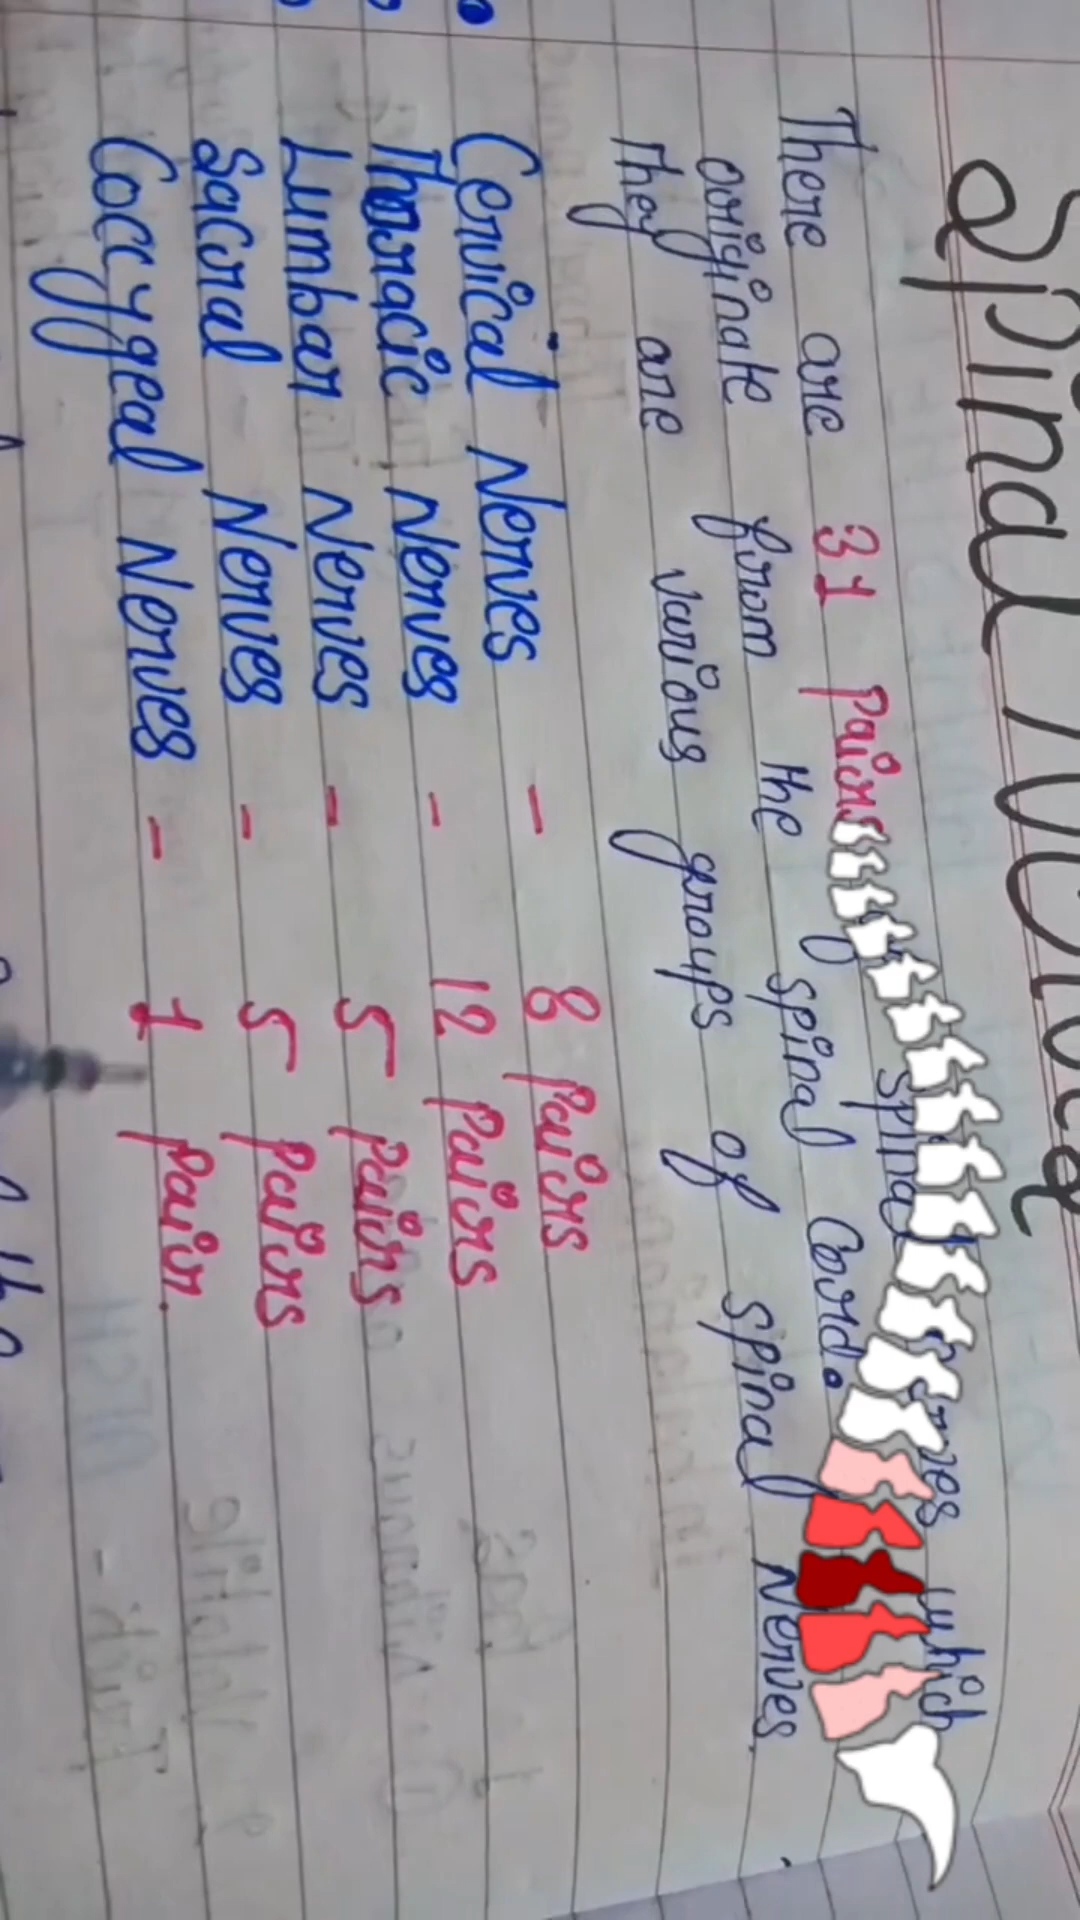 Spinal
There are 31 Pairs of spinal which
originate from the spinal Cord.
They are various groups of spinal Nerves.
Cervical Nerves - 8 Pairs
Thoracic Nerves - 12 Pairs
Lumbar Nerves - 5 Pairs
Sacral Nerves - 5 Pairs
Coccygeal Nerves - 1 Pair.